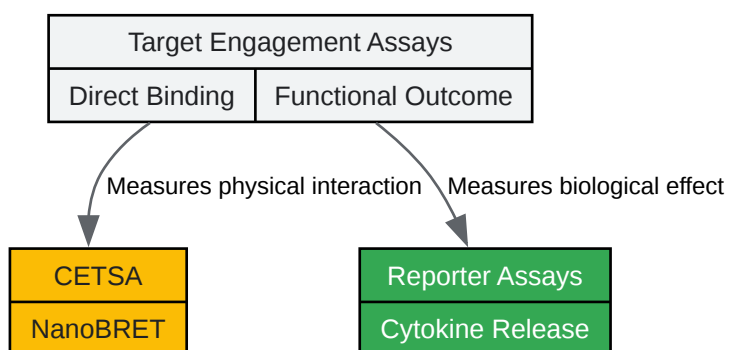 Target Engagement Assays
Direct Binding
Functional Outcome
Measures physical interaction
Measures biological effect
CETSA
NanoBRET
Reporter Assays
Cytokine Release